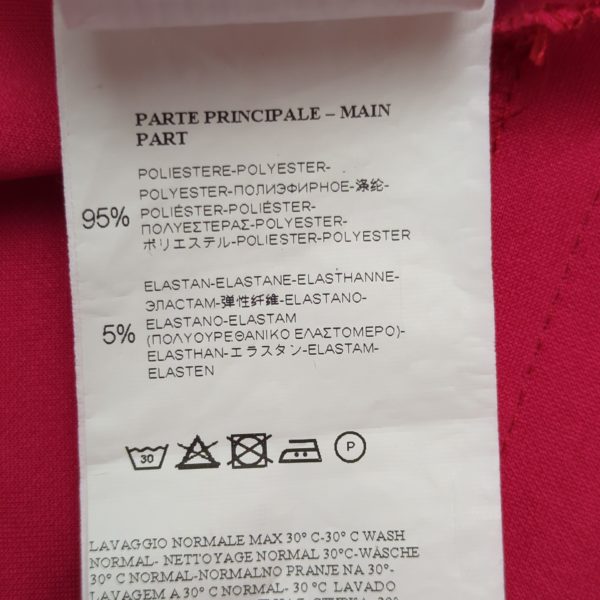 PARTE PRINCIPALE – MAIN
PART
95%
POLIESTERE-POLYESTER-
POLYESTER-ПОЛИЭФИРНОЕ-涤纶-
POLIÉSTER-POLIÉSTER-
ΠΟΛΥΕΣΤΕΡΑΣ-POLYESTER-
ポリエステル-POLIESTER-POLYESTER
5%
ELASTAN-ELASTANE-ELASTHANNE-
ЭЛАСТАМ-弹性纤维-ELASTANO-
ELASTANO-ELASTAM
(ΠΟΛΥΟΥΡΕΘΑΝΙΚΟ ΕΛΑΣΤΟΜΕΡΟ)-
ELASTHAN-エラスタン-ELASTAM-
ELASTEN
30
P
LAVAGGIO NORMALE MAX 30° C-30° C WASH
NORMAL- NETTOYAGE NORMAL 30°C-WÄSCHE
30° C NORMAL-NORMALNO PRANJE NA 30°-
LAVAGEM A 30° C NORMAL- 30 °C LAVADO